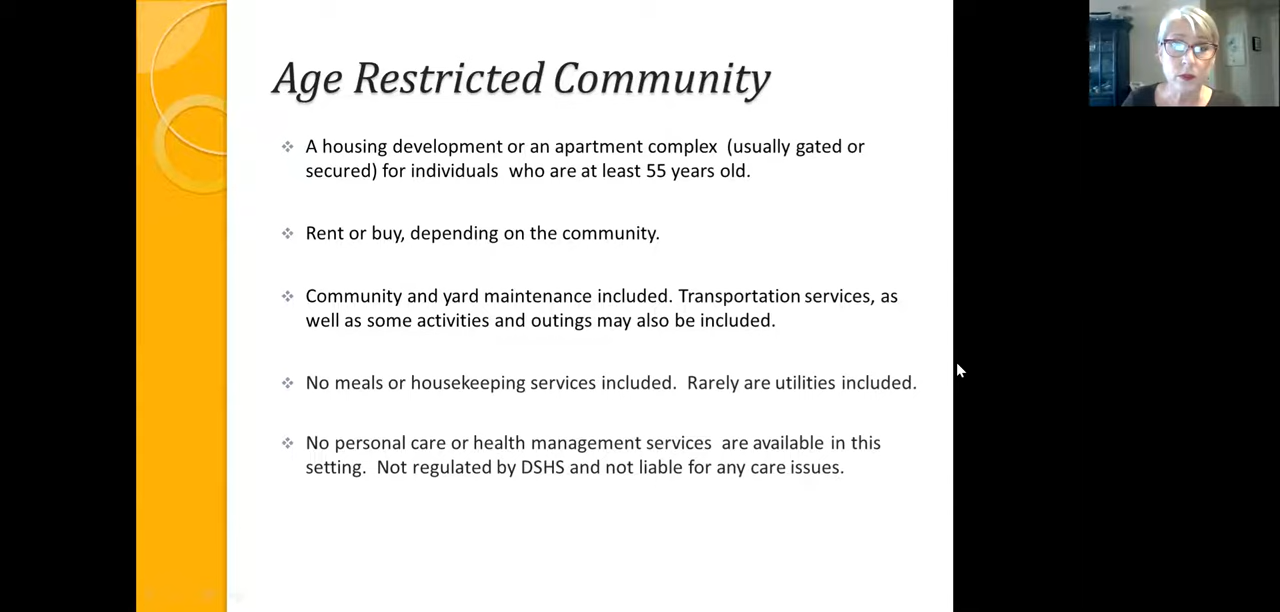 Age Restricted Community
A housing development or an apartment complex (usually gated or
secured) for individuals who are at least 55 years old.
Rent or buy, depending on the community.
Community and yard maintenance included. Transportation services, as
well as some activities and outings may also be included.
No meals or housekeeping services included. Rarely are utilities included.
No personal care or health management services are available in this
setting. Not regulated by DSHS and not liable for any care issues.